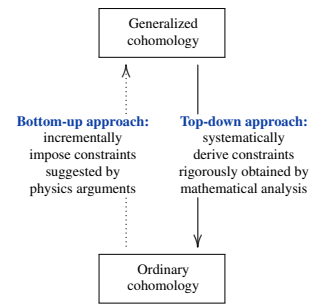 Generalized
cohomology
Bottom-up approach:
incrementally
impose constraints
suggested by
physics arguments
Top-down approach:
systematically
derive constraints
rigorously obtained by
mathematical analysis
Ordinary
cohomology